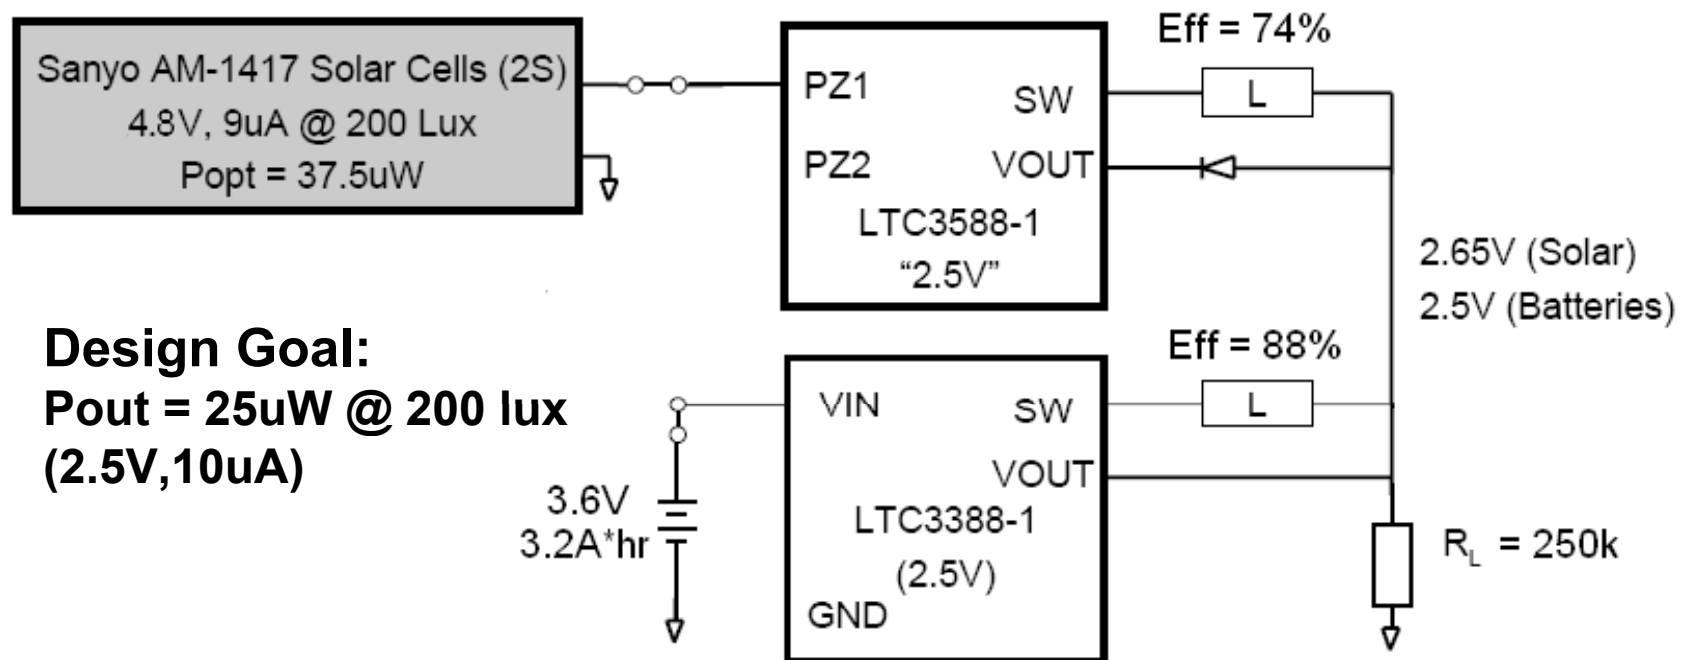 Sanyo AM-1417 Solar Cells (2S)
4.8V, 9uA @ 200 Lux
Popt = 37.5uW
PZ1
PZ2
SW
VOUT
LTC3588-1
“2.5V”
Eff = 74%
L
2.65V (Solar)
2.5V (Batteries)
Design Goal:
Pout = 25uW @ 200 lux
(2.5V,10uA)
3.6V
3.2A*hr
VIN
SW
VOUT
LTC3388-1
(2.5V)
GND
Eff = 88%
L
RL = 250k